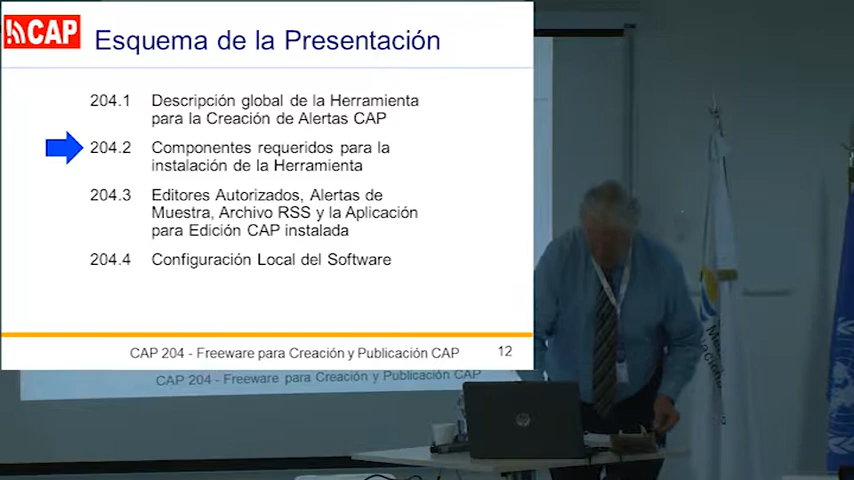 CAP
Esquema de la Presentación
204.1 Descripción global de la Herramienta
para la Creación de Alertas CAP
204.2 Componentes requeridos para la
instalación de la Herramienta
204.3 Editores Autorizados, Alertas de
Muestra, Archivo RSS y la Aplicación
para Edición CAP instalada
204.4 Configuración Local del Software
CAP 204 - Freeware para Creación y Publicación CAP 12
CAP 204 - Freeware para Creación y Publicación CAP
hp